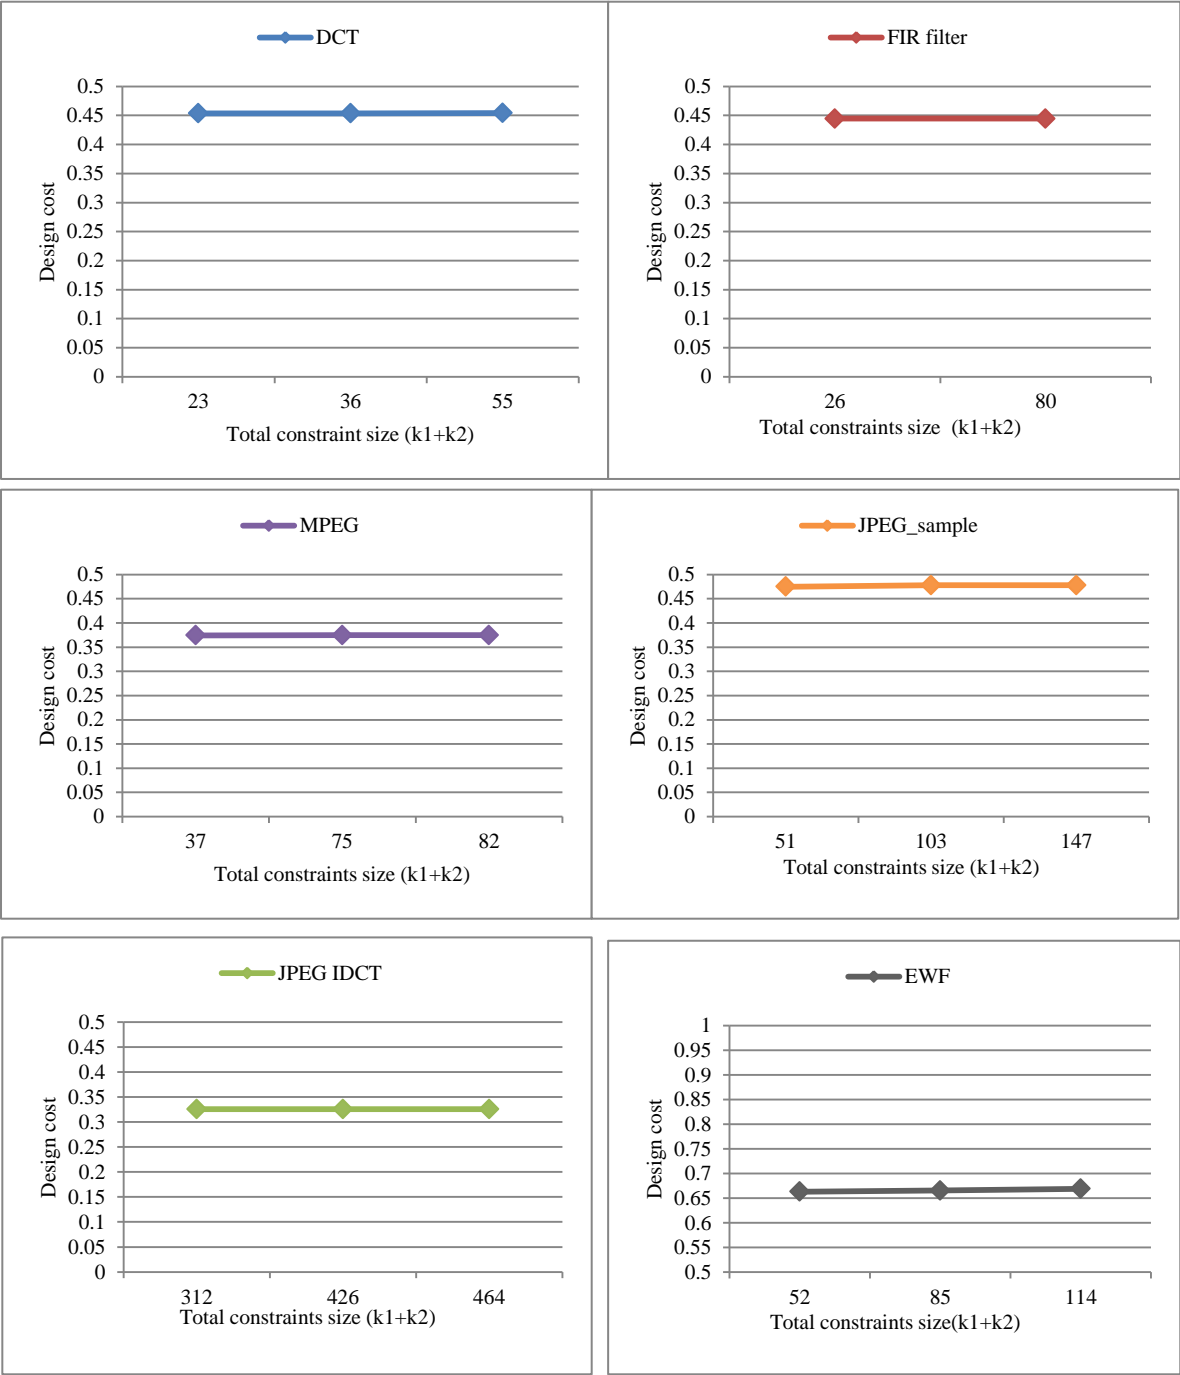 DCT
0.5
0.45
0.4
0.35
0.3
0.25
0.2
0.15
0.1
0.05
0
Design cost
23 36 55
Total constraint size (k1+k2)
FIR filter
0.5
0.45
0.4
0.35
0.3
0.25
0.2
0.15
0.1
0.05
0
Design cost
26 80
Total constraints size (k1+k2)
MPEG
0.5
0.45
0.4
0.35
0.3
0.25
0.2
0.15
0.1
0.05
0
Design cost
37 75 82
Total constraints size (k1+k2)
JPEG_sample
0.5
0.45
0.4
0.35
0.3
0.25
0.2
0.15
0.1
0.05
0
Design cost
51 103 147
Total constraints size (k1+k2)
JPEG IDCT
0.5
0.45
0.4
0.35
0.3
0.25
0.2
0.15
0.1
0.05
0
Design cost
312 426 464
Total constraints size (k1+k2)
EWF
1
0.95
0.9
0.85
0.8
0.75
0.7
0.65
0.6
0.55
0.5
Design cost
52 85 114
Total constraints size(k1+k2)